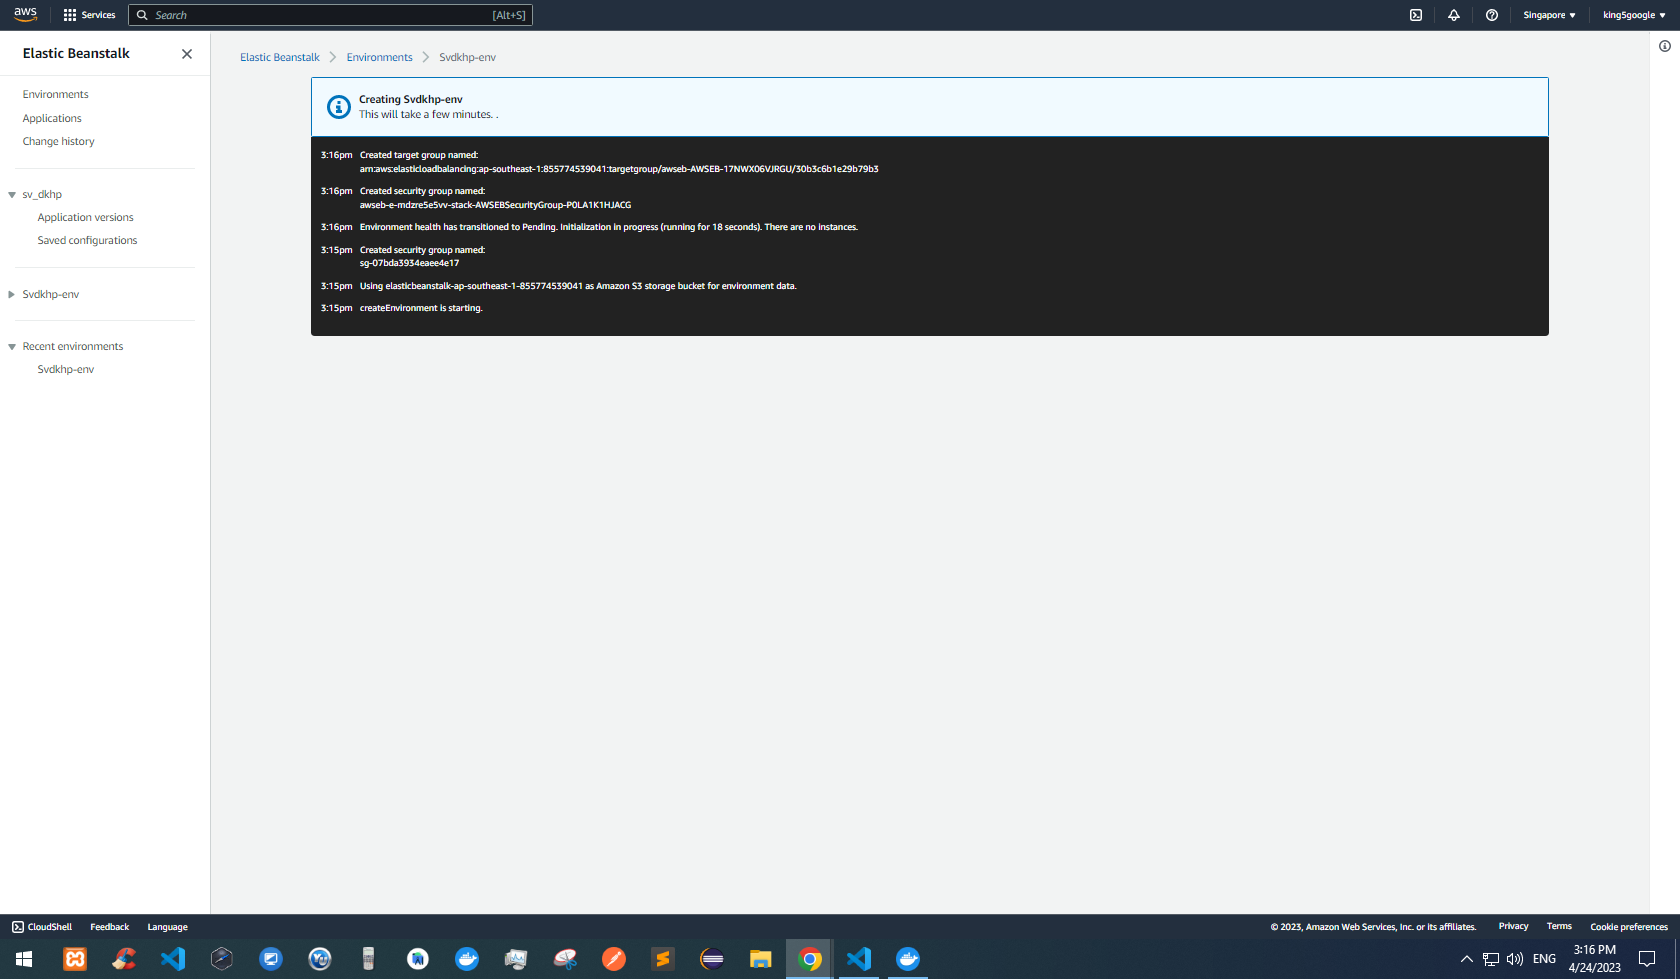 aws
Services
Search
[Alt+S]
Singapore
king5google
Elastic Beanstalk
Environments
Applications
Change history
sv_dkhp
Application versions
Saved configurations
Svdkhp-env
Recent environments
Svdkhp-env
Elastic Beanstalk
Environments
Svdkhp-env
Creating Svdkhp-env
This will take a few minutes. .
3:16pm Created target group named:
arn:aws:elasticloadbalancing:ap-southeast-1:855774539041:targetgroup/awseb-AWSEB-17NWX06VJRGU/30b3c6b1e29b79b3
3:16pm Created security group named:
awseb-e-mdzre5e5vv-stack-AWSEBSecurityGroup-P0LA1K1HJACG
3:16pm Environment health has transitioned to Pending. Initialization in progress (running for 18 seconds). There are no instances.
3:15pm Created security group named:
sg-07bda3934eaee4e17
3:15pm Using elasticbeanstalk-ap-southeast-1-855774539041 as Amazon S3 storage bucket for environment data.
3:15pm createEnvironment is starting.
CloudShell
Feedback
Language
© 2023, Amazon Web Services, Inc. or its affiliates.
Privacy
Terms
Cookie preferences
ENG
3:16 PM
4/24/2023